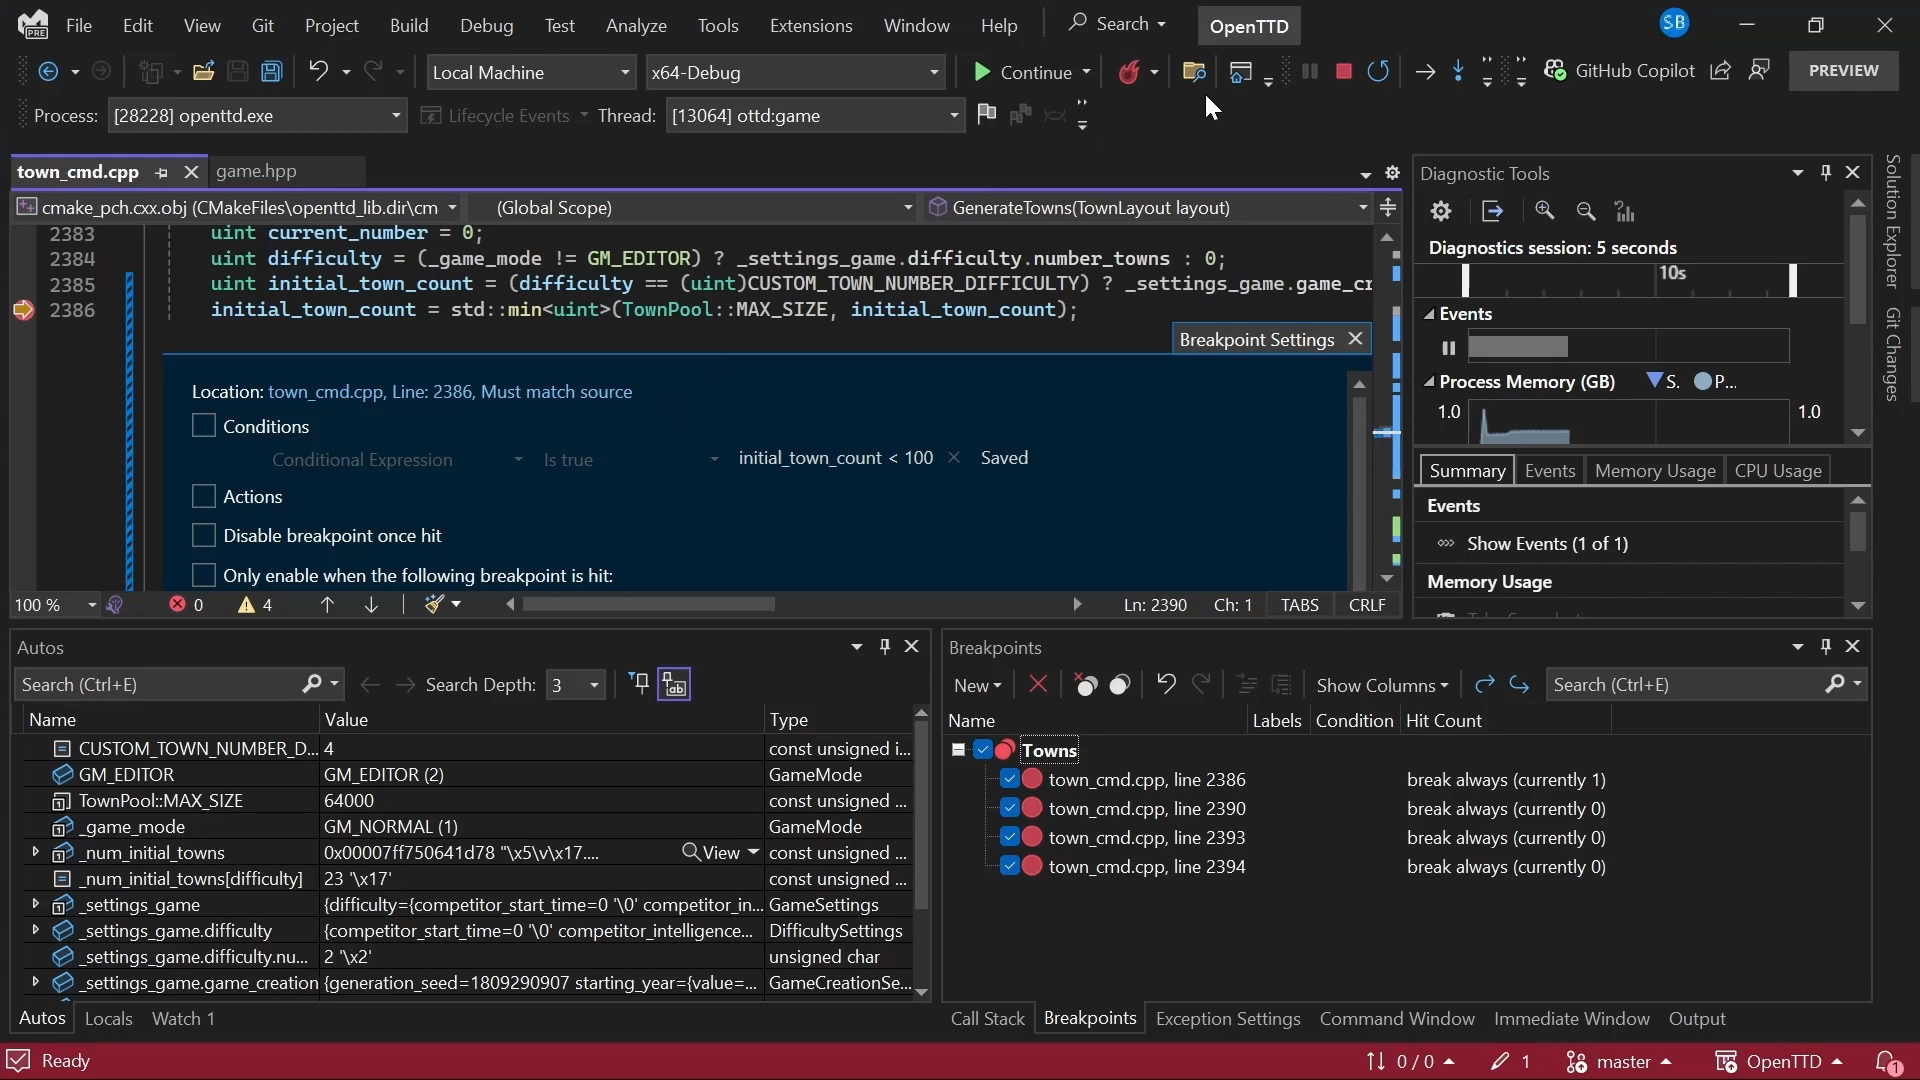 PRE File Edit View Git Project Build Debug Test Analyze Tools Extensions Window Help Search OpenTTD SB
Local Machine x64-Debug Continue GitHub Copilot PREVIEW
Process: [28228] openttd.exe Lifecycle Events Thread: [13064] ottd:game
town_cmd.cpp game.hpp
cmake_pch.cxx.obj (CMakeFiles\openttd_lib.dir\cm (Global Scope) GenerateTowns(TownLayout layout)
2383 uint current_number = 0;
2384 uint difficulty = (_game_mode != GM_EDITOR) ? _settings_game.difficulty.number_towns : 0;
2385 uint initial_town_count = (difficulty == (uint)CUSTOM_TOWN_NUMBER_DIFFICULTY) ? _settings_game.game_cr
2386 initial_town_count = std::min<uint>(TownPool::MAX_SIZE, initial_town_count);
Breakpoint Settings
Location: town_cmd.cpp, Line: 2386, Must match source
Conditions
Conditional Expression Is true initial_town_count < 100 Saved
Actions
Disable breakpoint once hit
Only enable when the following breakpoint is hit:
100 % 0 4 Ln: 2390 Ch: 1 TABS CRLF
Diagnostic Tools
Diagnostics session: 5 seconds
10s
Events
Process Memory (GB) S. P...
1.0 1.0
Summary Events Memory Usage CPU Usage
Events
Show Events (1 of 1)
Memory Usage
Solution Explorer
Git Changes
Autos
Search (Ctrl+E) Search Depth: 3
Name Value Type
CUSTOM_TOWN_NUMBER_D... 4 const unsigned i...
GM_EDITOR GM_EDITOR (2) GameMode
TownPool::MAX_SIZE 64000 const unsigned ...
_game_mode GM_NORMAL (1) GameMode
_num_initial_towns 0x00007ff750641d78 "\x5\v\x17.... View const unsigned ...
_num_initial_towns[difficulty] 23 '\x17' const unsigned ...
_settings_game {difficulty={competitor_start_time=0 '\0' competitor_in... GameSettings
_settings_game.difficulty {competitor_start_time=0 '\0' competitor_intelligence... DifficultySettings
_settings_game.difficulty.nu... 2 '\x2' unsigned char
_settings_game.game_creation {generation_seed=1809290907 starting_year={value=... GameCreationSe...
Autos Locals Watch 1
Breakpoints
New Show Columns Search (Ctrl+E)
Name Labels Condition Hit Count
Towns
town_cmd.cpp, line 2386 break always (currently 1)
town_cmd.cpp, line 2390 break always (currently 0)
town_cmd.cpp, line 2393 break always (currently 0)
town_cmd.cpp, line 2394 break always (currently 0)
Call Stack Breakpoints Exception Settings Command Window Immediate Window Output
Ready 0 / 0 1 master OpenTTD 1